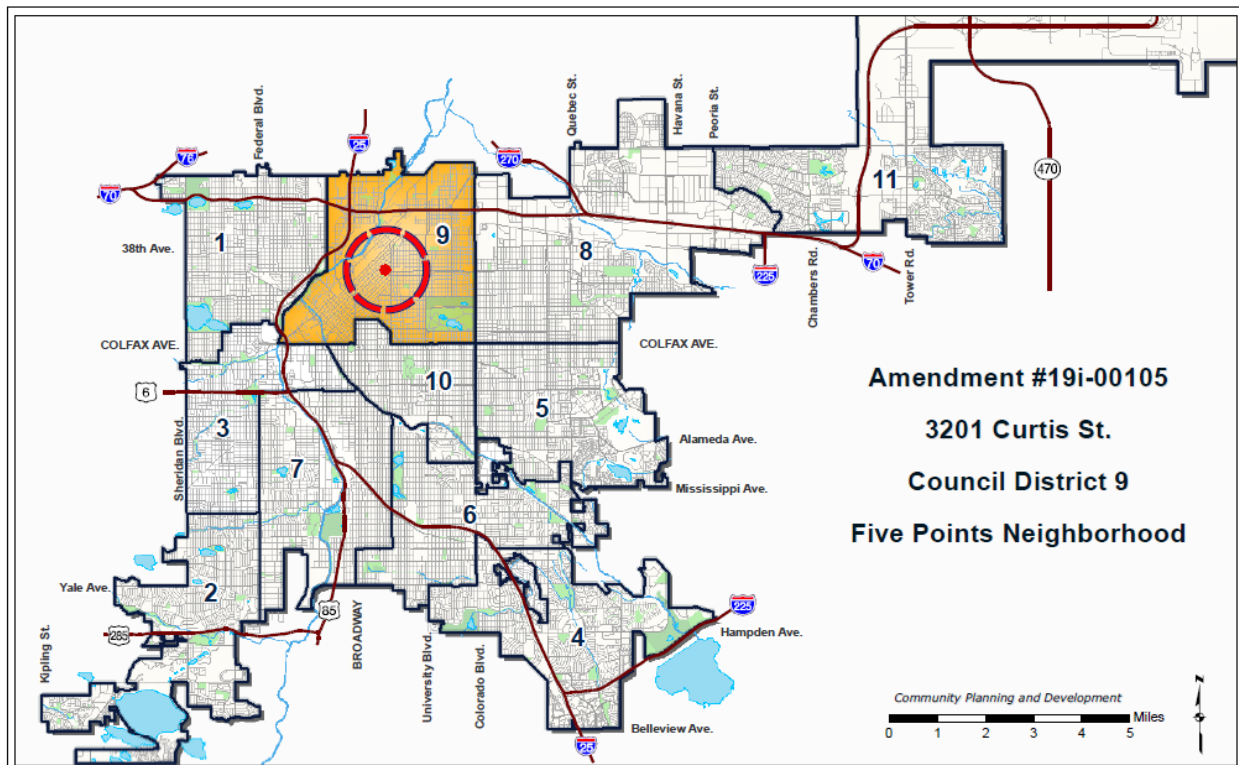 Federal Blvd.
Quebec St.
Havana St.
Peoria St.
25
76
270
70
470
11
1
9
8
38th Ave.
225
70
Chambers Rd.
Tower Rd.
COLFAX AVE.
COLFAX AVE.
10
6
5
Amendment #19i-00105
3201 Curtis St.
Council District 9
Five Points Neighborhood
Sheridan Blvd.
3
7
Alameda Ave.
Mississippi Ave.
6
Yale Ave.
2
85
285
BROADWAY
University Blvd.
Colorado Blvd.
4
225
Hampden Ave.
Kipling St.
Belleview Ave.
25
Community Planning and Development
Miles
0 1 2 3 4 5
N